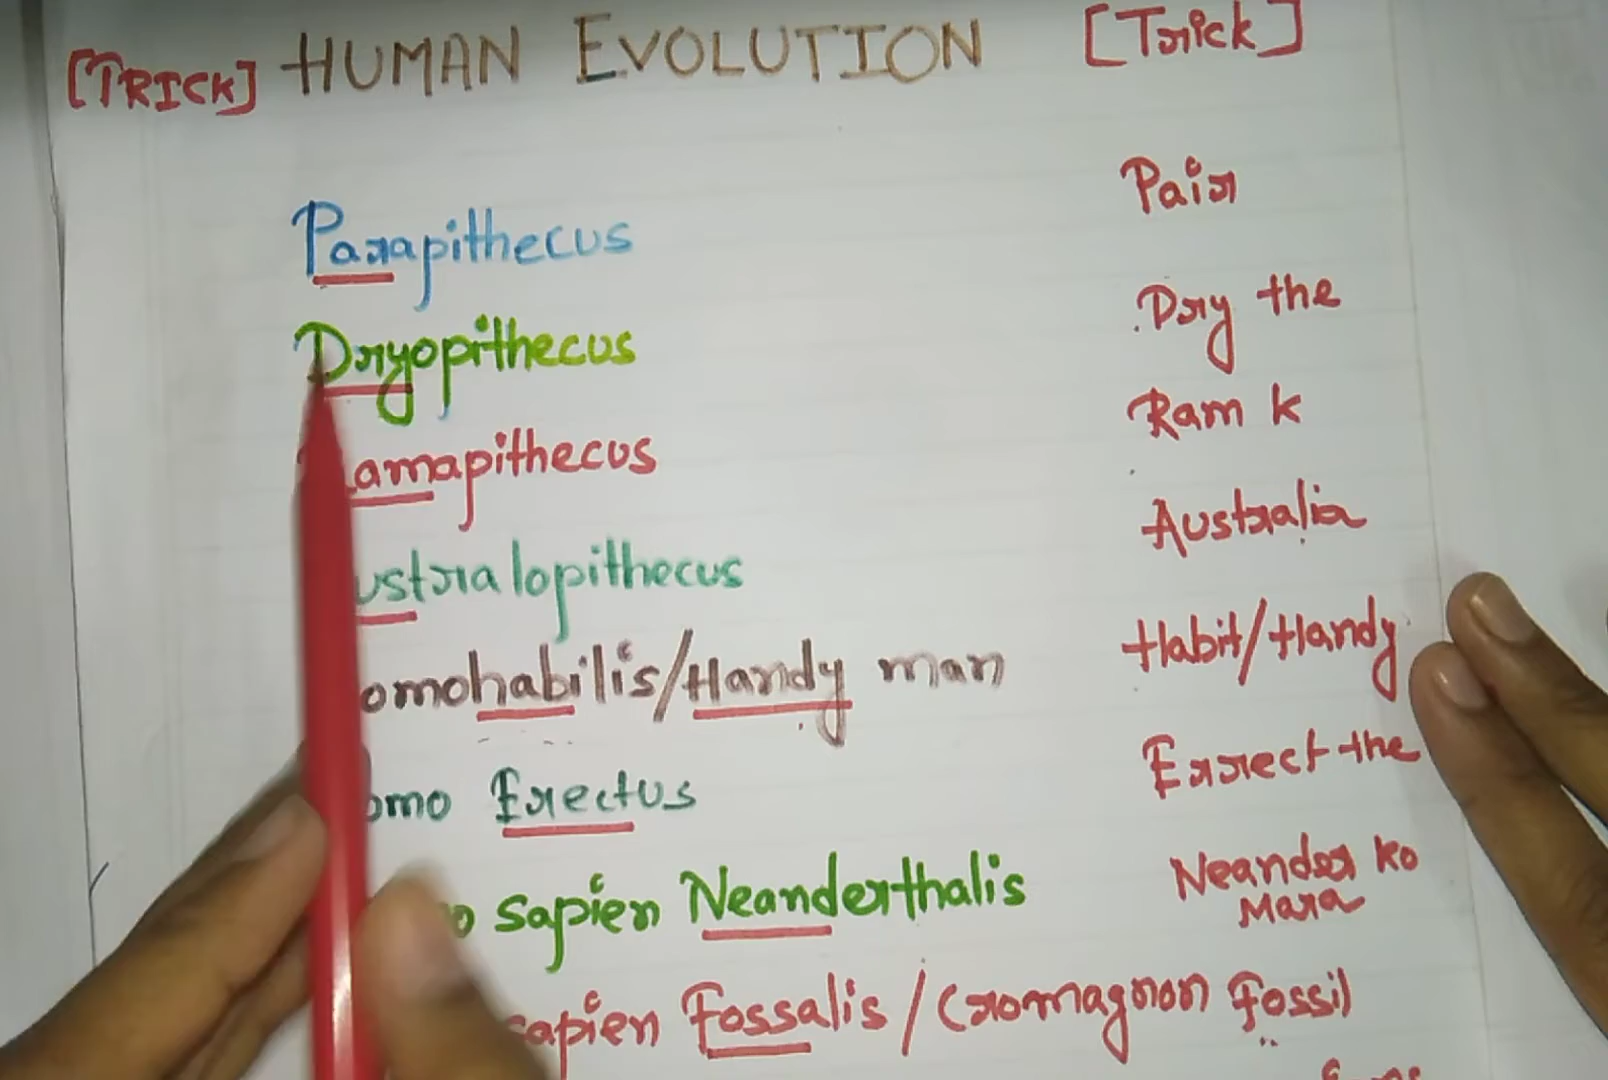 [TRICK] HUMAN EVOLUTION [Trick]
Parapithecus Pair
Dryopithecus Dry the
amapithecus Ram k
ustralopithecus Australia
omohabilis/Handy man Habit/Handy
omo Erectus Errect the
o sapien Neanderthalis Neander ko
Mara
sapien Fossalis / Cromagnon Fossil